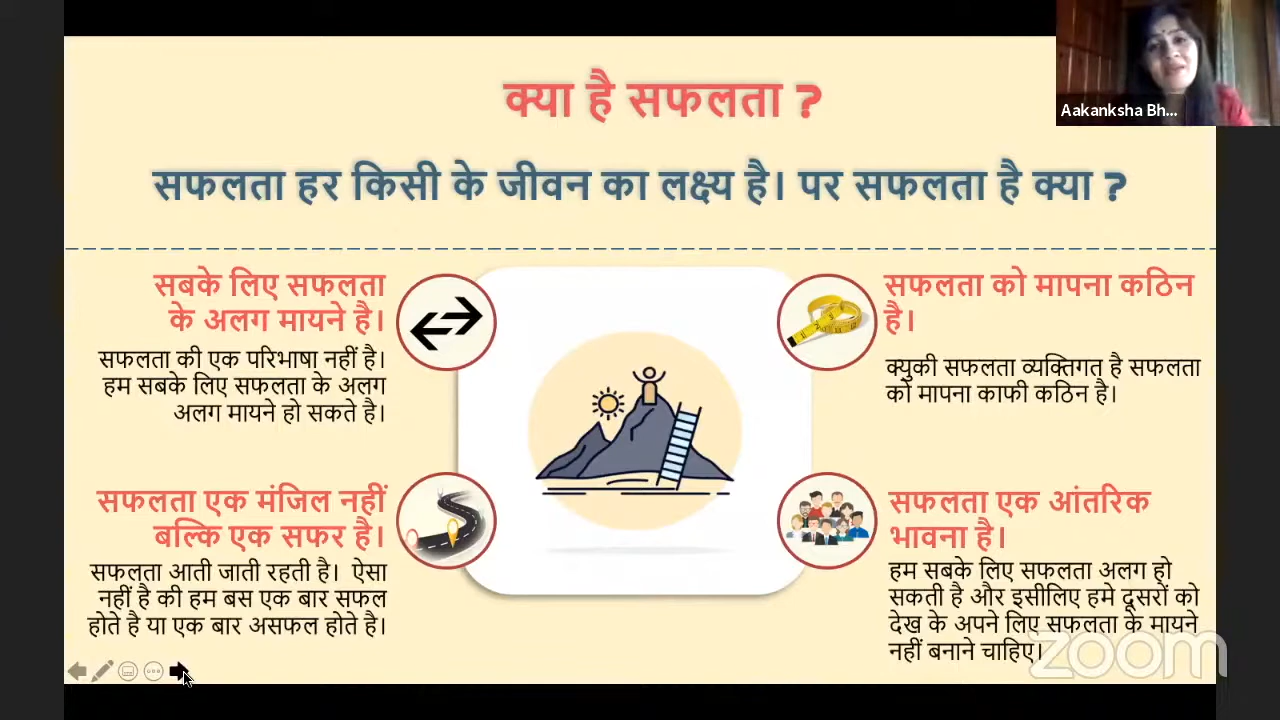 क्या है सफलता ?
Aakanksha Bh...
सफलता हर किसी के जीवन का लक्ष्य है। पर सफलता है क्या ?
सबके लिए सफलता
के अलग मायने है।
सफलता की एक परिभाषा नहीं है।
हम सबके लिए सफलता के अलग
अलग मायने हो सकते है।
सफलता को मापना कठिन
है।
क्युकी सफलता व्यक्तिगत है सफलता
को मापना काफी कठिन है।
सफलता एक मंजिल नहीं
बल्कि एक सफर है।
सफलता आती जाती रहती है। ऐसा
नहीं है की हम बस एक बार सफल
होते है या एक बार असफल होते है।
सफलता एक आंतरिक
भावना है।
हम सबके लिए सफलता अलग हो
सकती है और इसीलिए हमे दूसरों को
देख के अपने लिए सफलता के मायने
नहीं बनाने चाहिए।
zoom